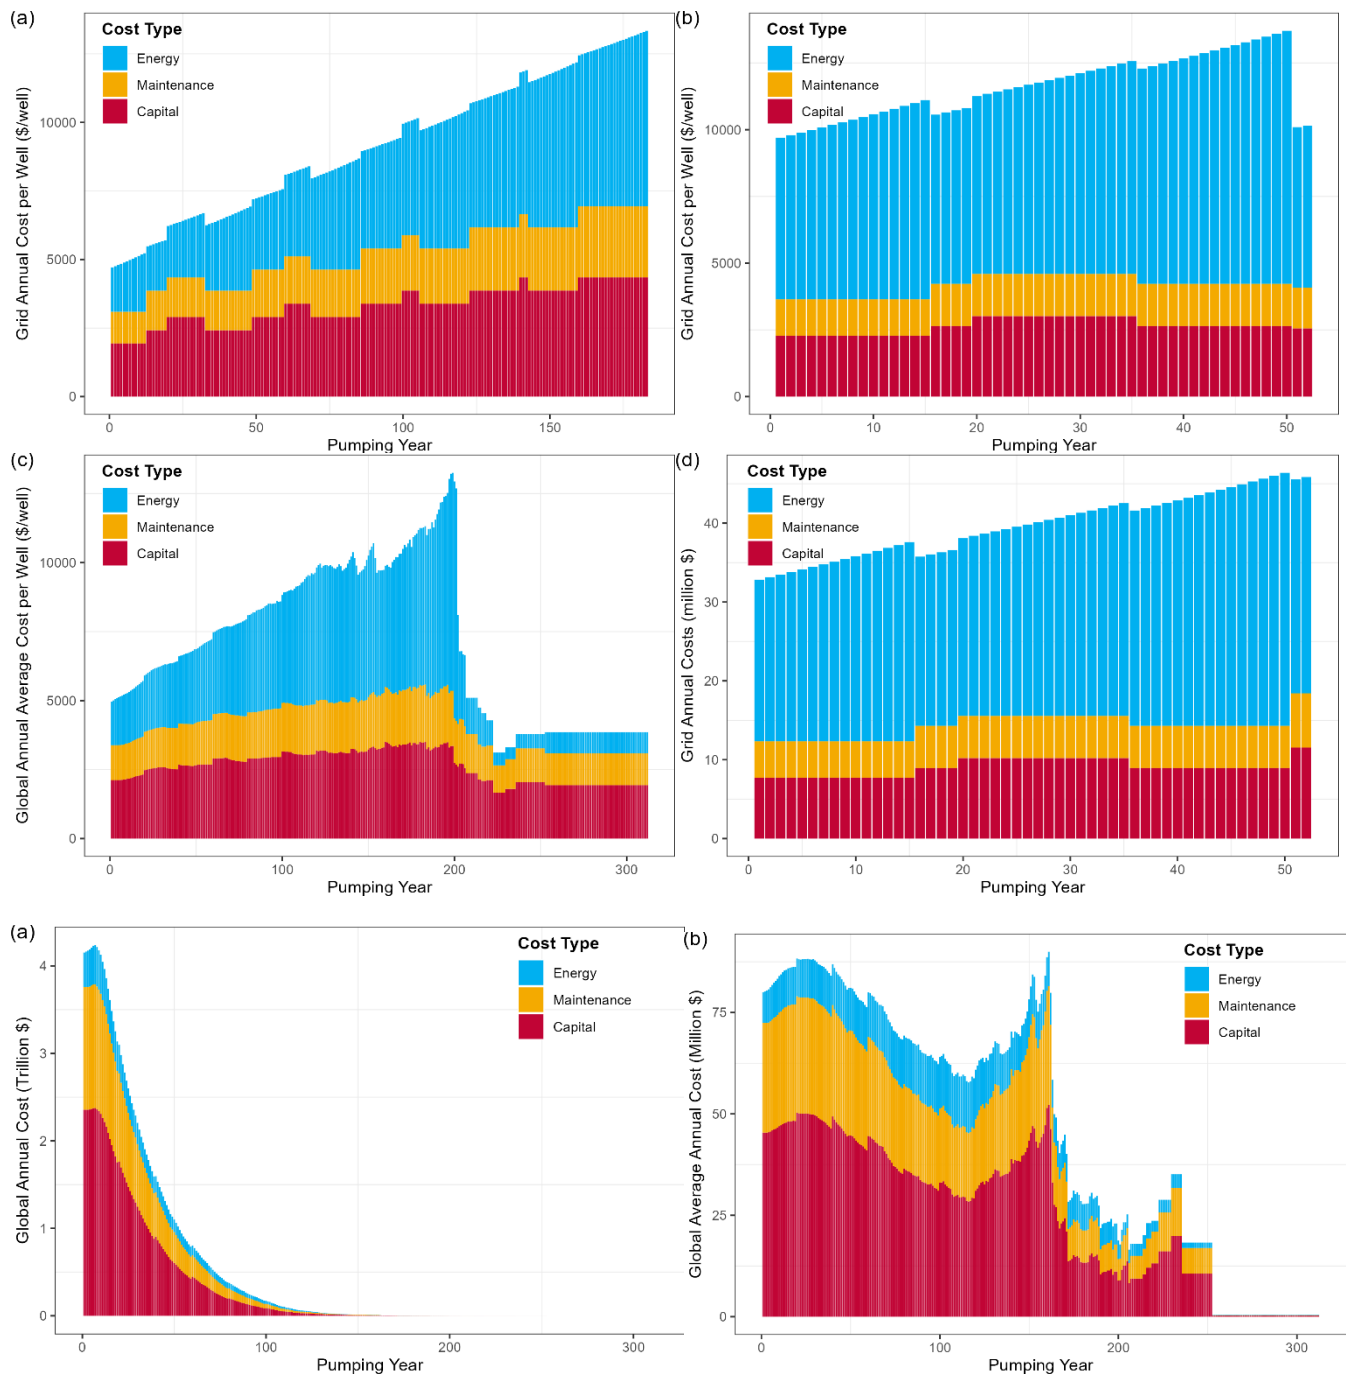 (a)
Cost Type
Energy
Maintenance
Capital
Grid Annual Cost per Well ($/well)
10000
5000
0
0 50 100 150
Pumping Year
(b)
Cost Type
Energy
Maintenance
Capital
Grid Annual Cost per Well ($/well)
10000
5000
0
0 10 20 30 40 50
Pumping Year
(c)
Cost Type
Energy
Maintenance
Capital
Global Annual Average Cost per Well ($/well)
10000
5000
0
0 100 200 300
Pumping Year
(d)
Cost Type
Energy
Maintenance
Capital
Grid Annual Costs (million $)
40
30
20
10
0
0 10 20 30 40 50
Pumping Year
(a)
Cost Type
Energy
Maintenance
Capital
Global Annual Cost (Trillion $)
4
3
2
1
0
0 100 200 300
Pumping Year
(b)
Cost Type
Energy
Maintenance
Capital
Global Average Annual Cost (Million $)
75
50
25
0
0 100 200 300
Pumping Year